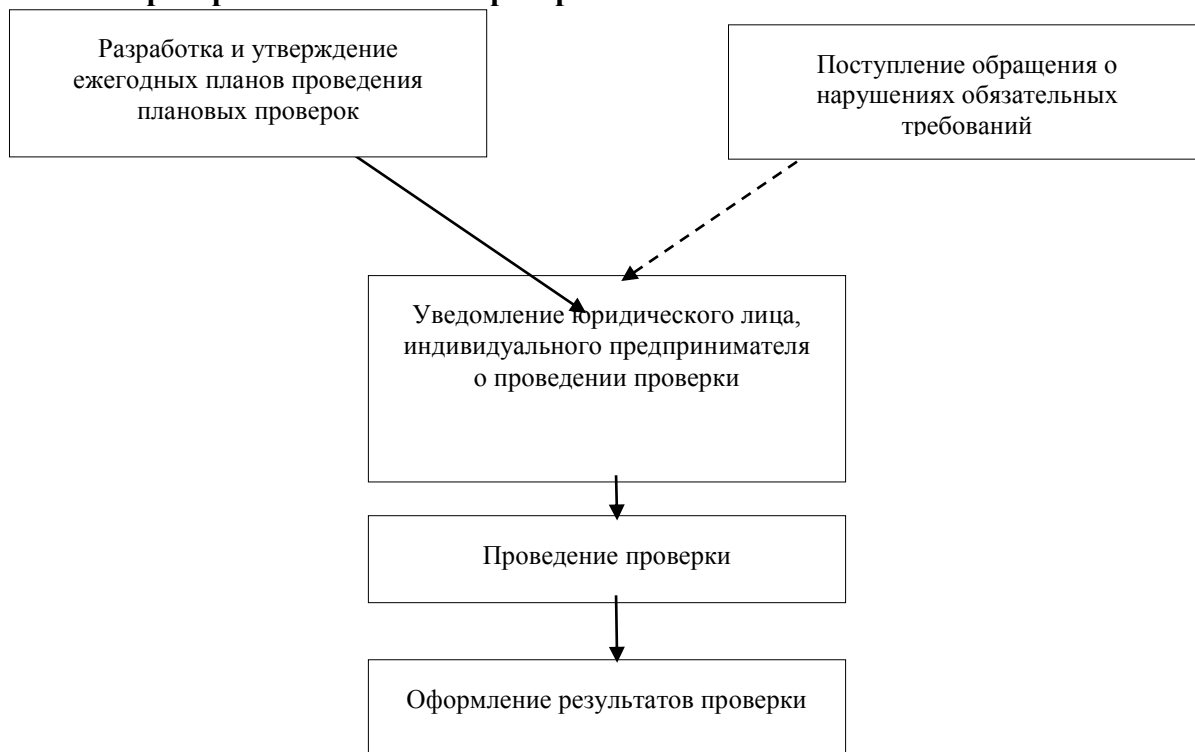 Разработка и утверждение
ежегодных планов проведения
плановых проверок
Поступление обращения о
нарушениях обязательных
требований
Уведомление юридического лица,
индивидуального предпринимателя
о проведении проверки
Проведение проверки
Оформление результатов проверки